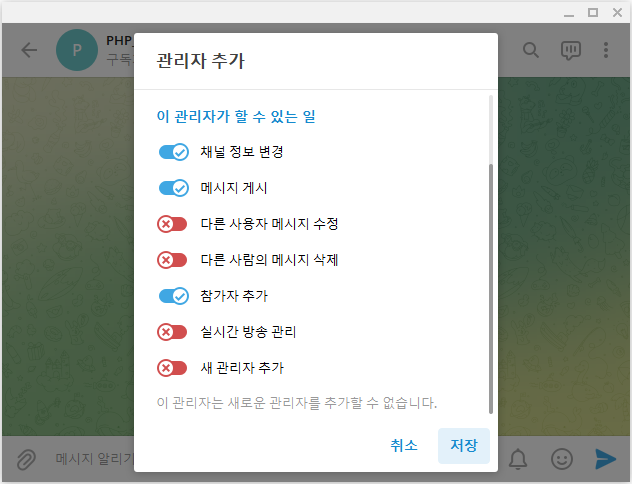 P
PHP_
구독
관리자 추가
이 관리자가 할 수 있는 일
채널 정보 변경
메시지 게시
다른 사용자 메시지 수정
다른 사람의 메시지 삭제
참가자 추가
실시간 방송 관리
새 관리자 추가
이 관리자는 새로운 관리자를 추가할 수 없습니다.
취소 저장
메시지 알리기